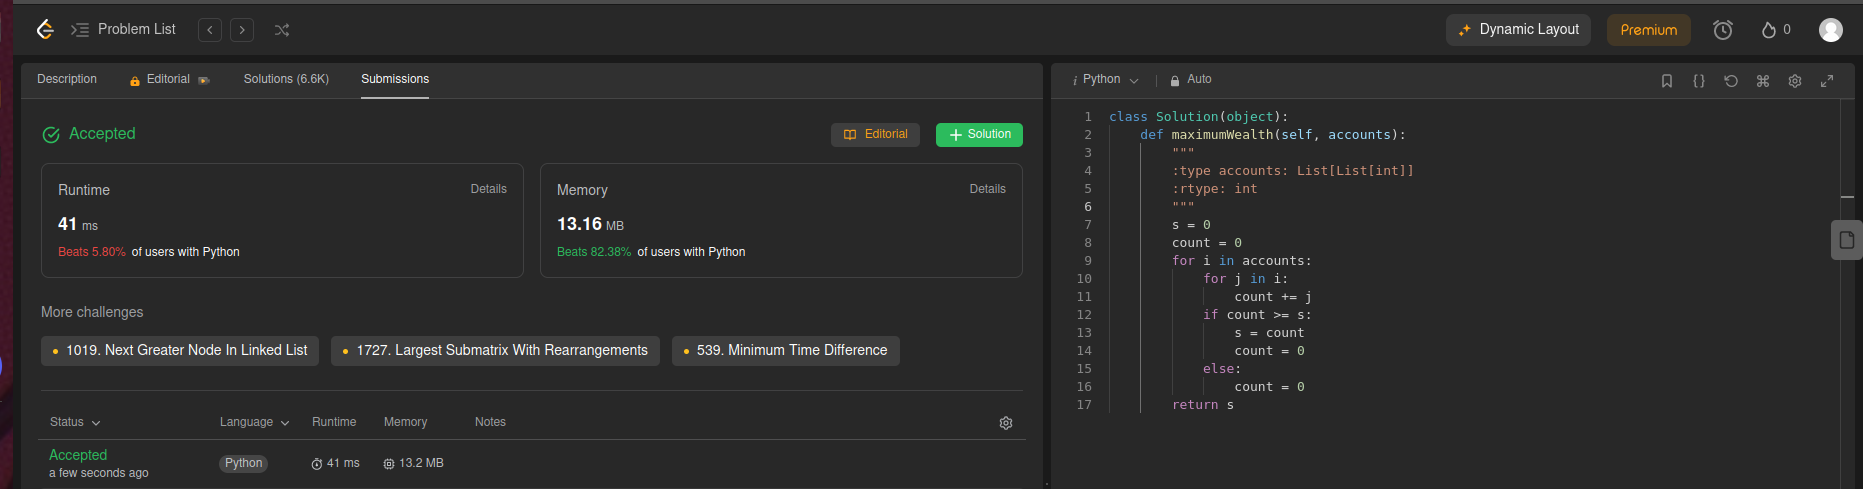 Problem List
Dynamic Layout
Premium
0
Description
Editorial
Solutions (6.6K)
Submissions
Accepted
Editorial
Solution
Runtime
Details
41 ms
Beats 5.80% of users with Python
Memory
Details
13.16 MB
Beats 82.38% of users with Python
More challenges
1019. Next Greater Node In Linked List
1727. Largest Submatrix With Rearrangements
539. Minimum Time Difference
Status
Language
Runtime
Memory
Notes
Accepted
a few seconds ago
Python
41 ms
13.2 MB
i Python
Auto
1 class Solution(object):
2     def maximumWealth(self, accounts):
3         """
4         :type accounts: List[List[int]]
5         :rtype: int
6         """
7         s = 0
8         count = 0
9         for i in accounts:
10             for j in i:
11                 count += j
12             if count >= s:
13                 s = count
14                 count = 0
15             else:
16                 count = 0
17         return s